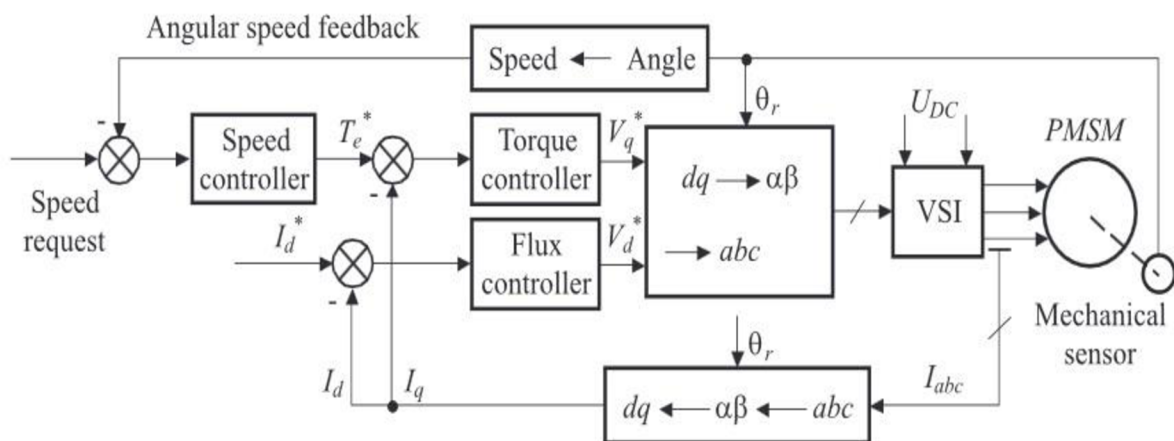 Angular speed feedback
Speed ← Angle
θr
UDC
PMSM
-
Speed
controller
Te*
-
Torque
controller
Vq*
dq → αβ
→ abc
VSI
Speed
request
Id*
-
Flux
controller
Vd*
Mechanical
sensor
θr
Id
Iq
dq ← αβ ← abc
Iabc